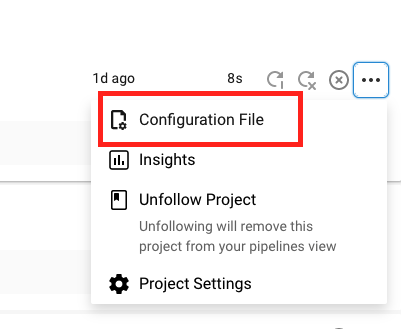 1d ago 8s
Configuration File
Insights
Unfollow Project
Unfollowing will remove this
project from your pipelines view
Project Settings